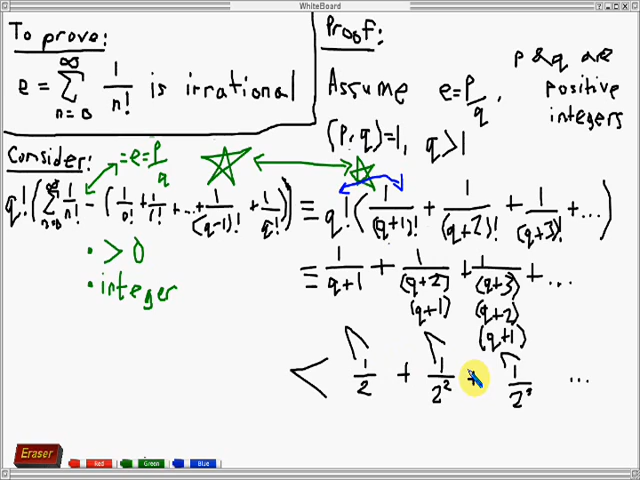 WhiteBoard
To prove:
e = ∞ Σ n=0 1/n! is irrational
Proof:
Assume e = p/q, p & q are positive integers
(p,q)=1, q>1
Consider: = e = p/q
q! ( ∞ Σ n=0 1/n! - ( 1/0! + 1/1! + ... + 1/(q-1)! + 1/q! ) ) ≡ q! ( 1/(q+1)! + 1/(q+2)! + 1/(q+3)! + ... )
• > 0
• integer
≡ 1/(q+1) + 1/((q+2)(q+1)) + 1/((q+3)(q+2)(q+1)) + ...
< 1/2 + 1/2² + 1/2³ ...
Eraser
Red Green Blue